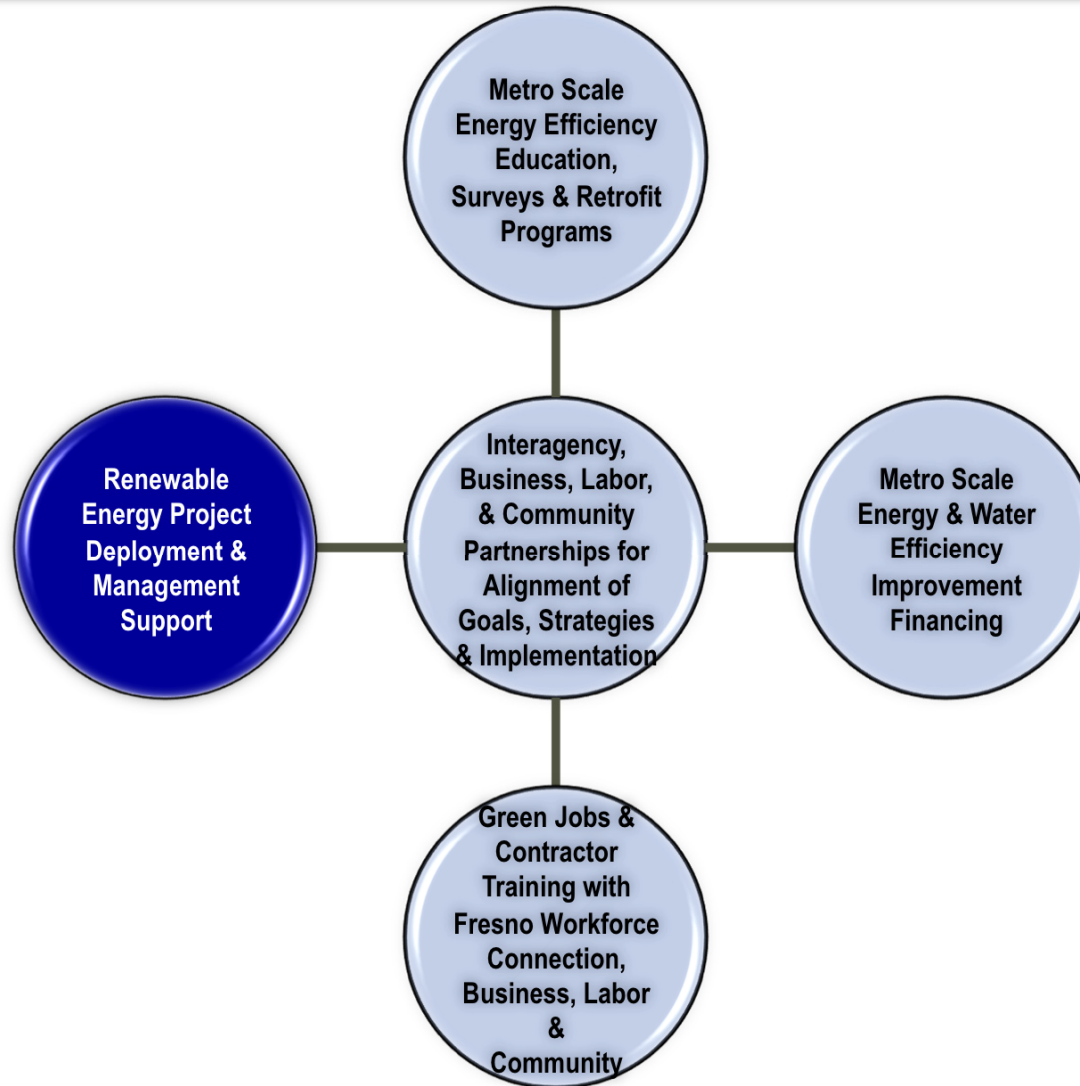 Metro Scale
Energy Efficiency
Education,
Surveys & Retrofit
Programs
Renewable
Energy Project
Deployment &
Management
Support
Interagency,
Business, Labor,
& Community
Partnerships for
Alignment of
Goals, Strategies
& Implementation
Metro Scale
Energy & Water
Efficiency
Improvement
Financing
Green Jobs &
Contractor
Training with
Fresno Workforce
Connection,
Business, Labor
&
Community